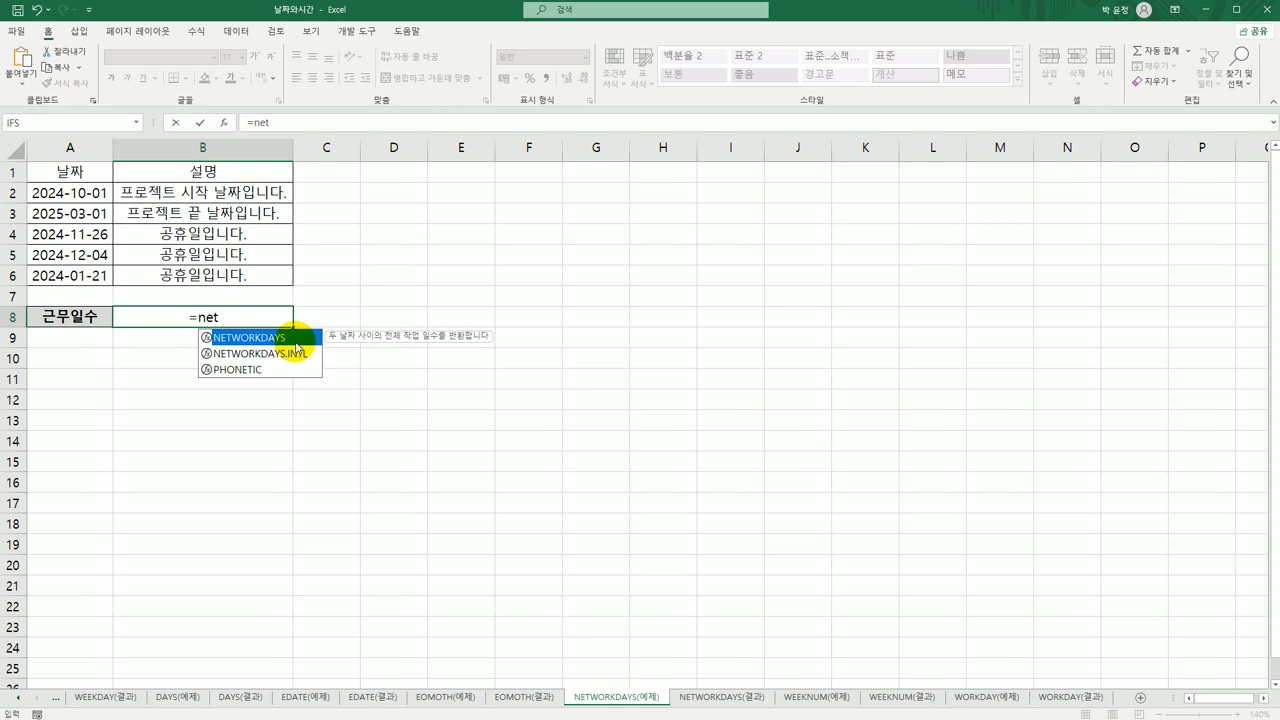 날짜와시간 - Excel
검색
박 윤정
파일 홈 삽입 페이지 레이아웃 수식 데이터 검토 보기 개발 도구 도움말
공유
붙여넣기
잘라내기
복사
서식 복사
클립보드
11
가 가 가
글꼴
자동 줄 바꿈
병합하고 가운데 맞춤
맞춤
일반
표시 형식
조건부 서식
표 서식
백분율 2 표준 2 표준_소책... 표준 나쁨
보통 좋음 경고문 계산 메모
스타일
삽입 삭제 서식
셀
자동 합계
채우기
지우기
정렬 및 필터
찾기 및 선택
편집
IFS
=net
A B C D E F G H I J K L M N O P
1 날짜 설명
2 2024-10-01 프로젝트 시작 날짜입니다.
3 2025-03-01 프로젝트 끝 날짜입니다.
4 2024-11-26 공휴일입니다.
5 2024-12-04 공휴일입니다.
6 2024-01-21 공휴일입니다.
7
8 근무일수 =net
9
NETWORKDAYS
두 날짜 사이의 전체 작업 일수를 반환합니다
NETWORKDAYS.INTL
PHONETIC
10
11
12
13
14
15
16
17
18
19
20
21
22
23
24
25
26
... WEEKDAY(결과) DAYS(예제) DAYS(결과) EDATE(예제) EDATE(결과) EOMOTH(예제) EOMOTH(결과) NETWORKDAYS(예제) NETWORKDAYS(결과) WEEKNUM(예제) WEEKNUM(결과) WORKDAY(예제) WORKDAY(결과)
입력
140%